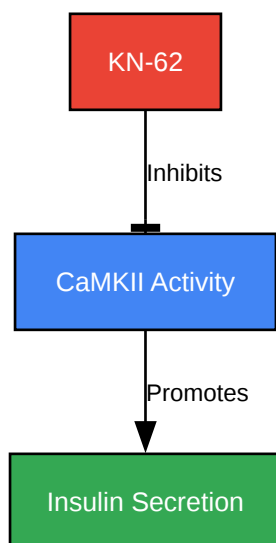 KN-62
Inhibits
CaMKII Activity
Promotes
Insulin Secretion